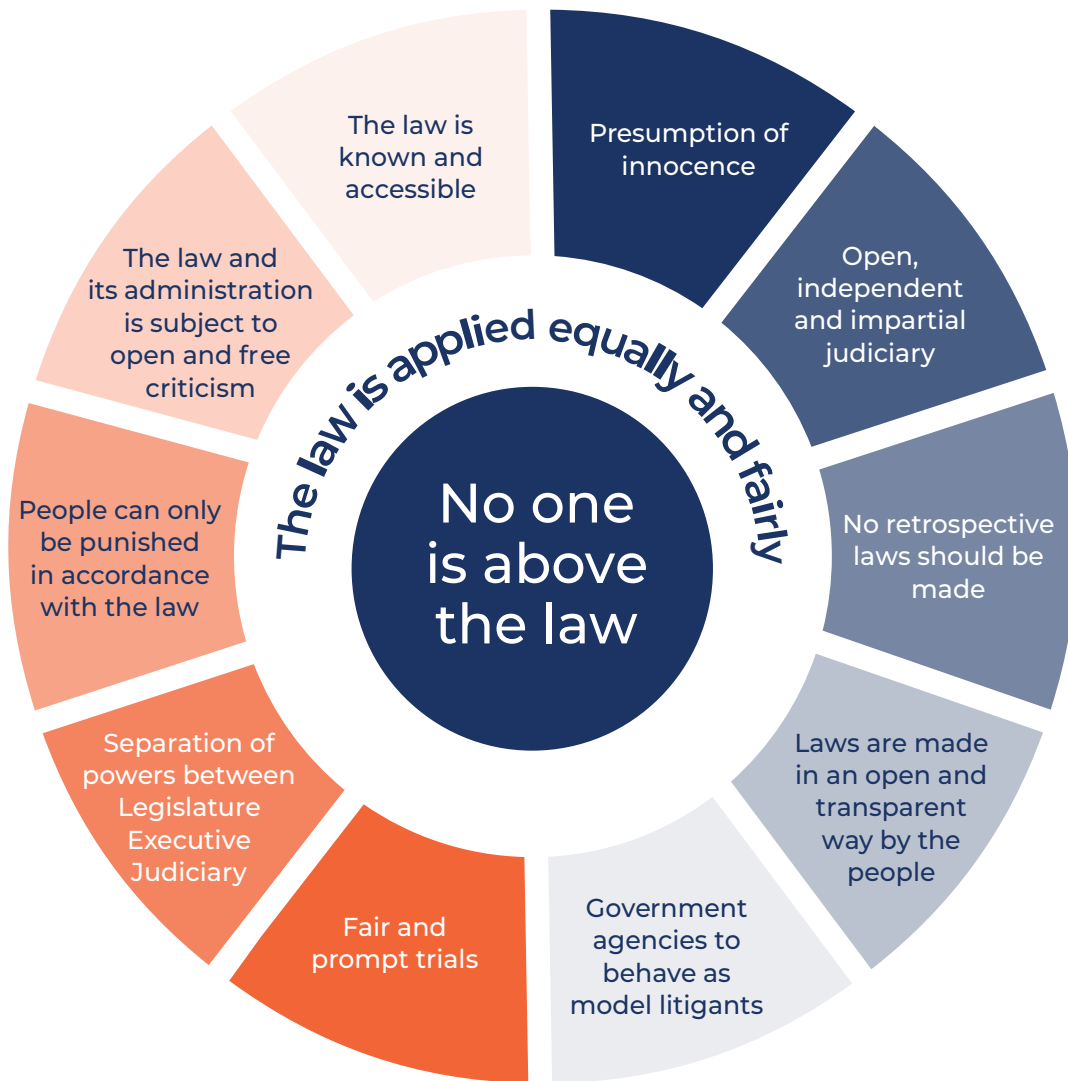 No one
is above
the law
The law is applied equally and fairly
Presumption of
innocence
Open,
independent
and impartial
judiciary
No retrospective
laws should be
made
Laws are made
in an open and
transparent
way by the
people
Government
agencies to
behave as
model litigants
Fair and
prompt trials
Separation of
powers between
Legislature
Executive
Judiciary
People can only
be punished
in accordance
with the law
The law and
its administration
is subject to
open and free
criticism
The law is
known and
accessible